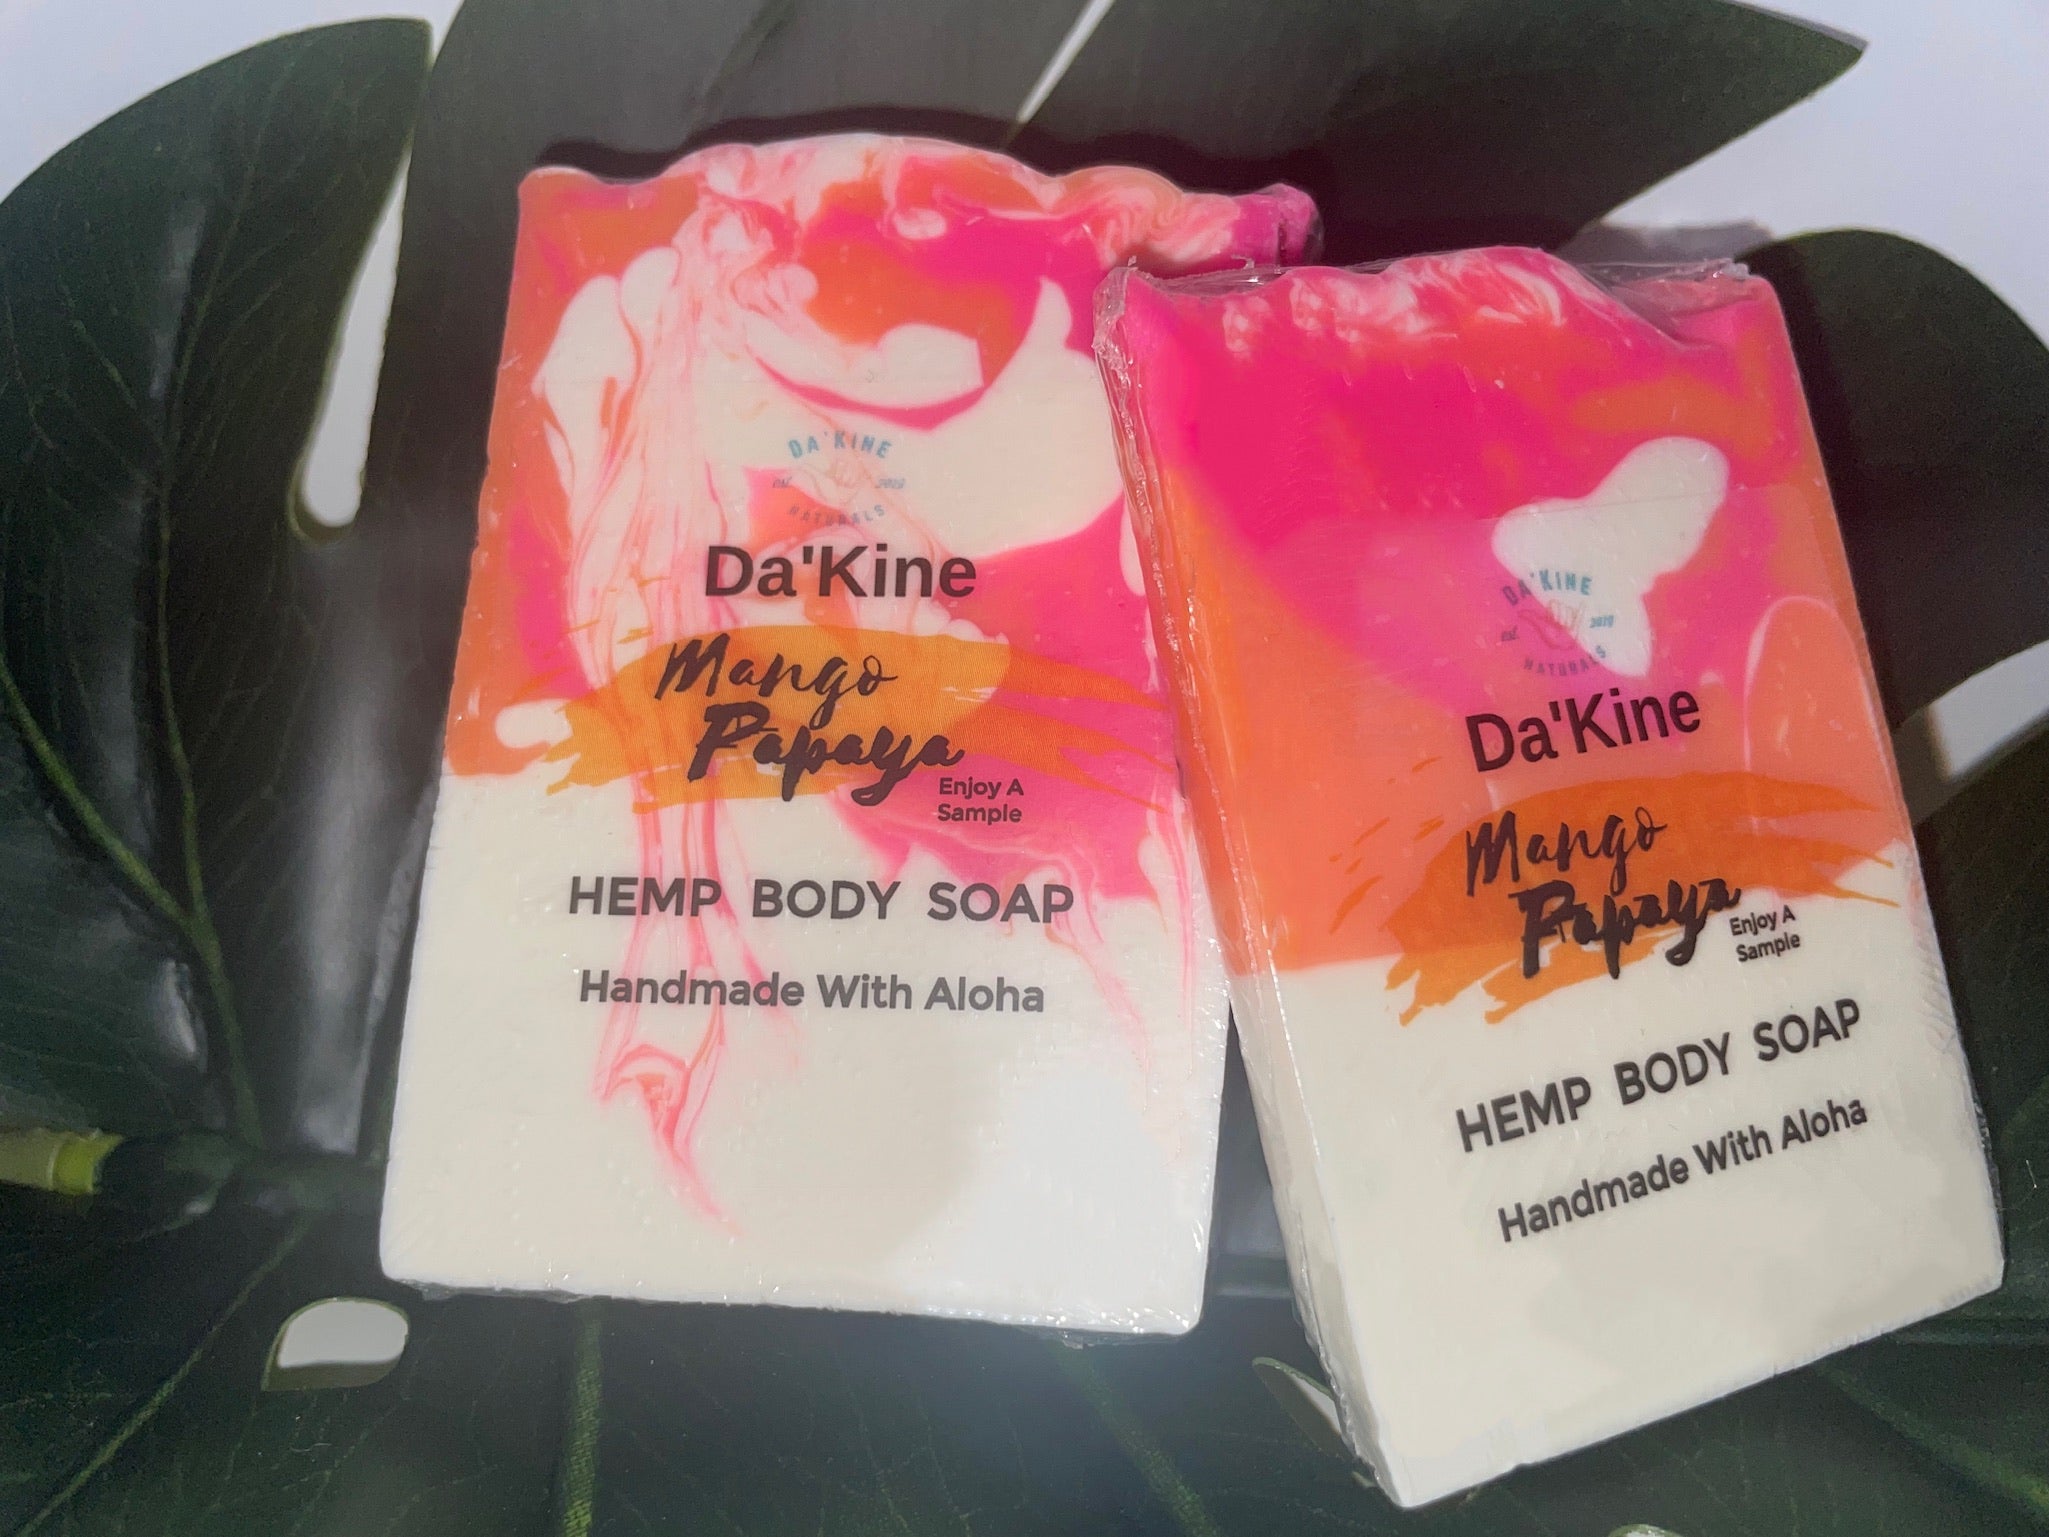 DA'KINE
est. 2019
NATURALS
Da'Kine
Mango
Papaya
Enjoy A
Sample
HEMP BODY SOAP
Handmade With Aloha
DA'KINE
est. 2019
NATURALS
Da'Kine
Mango
Papaya
Enjoy A
Sample
HEMP BODY SOAP
Handmade With Aloha